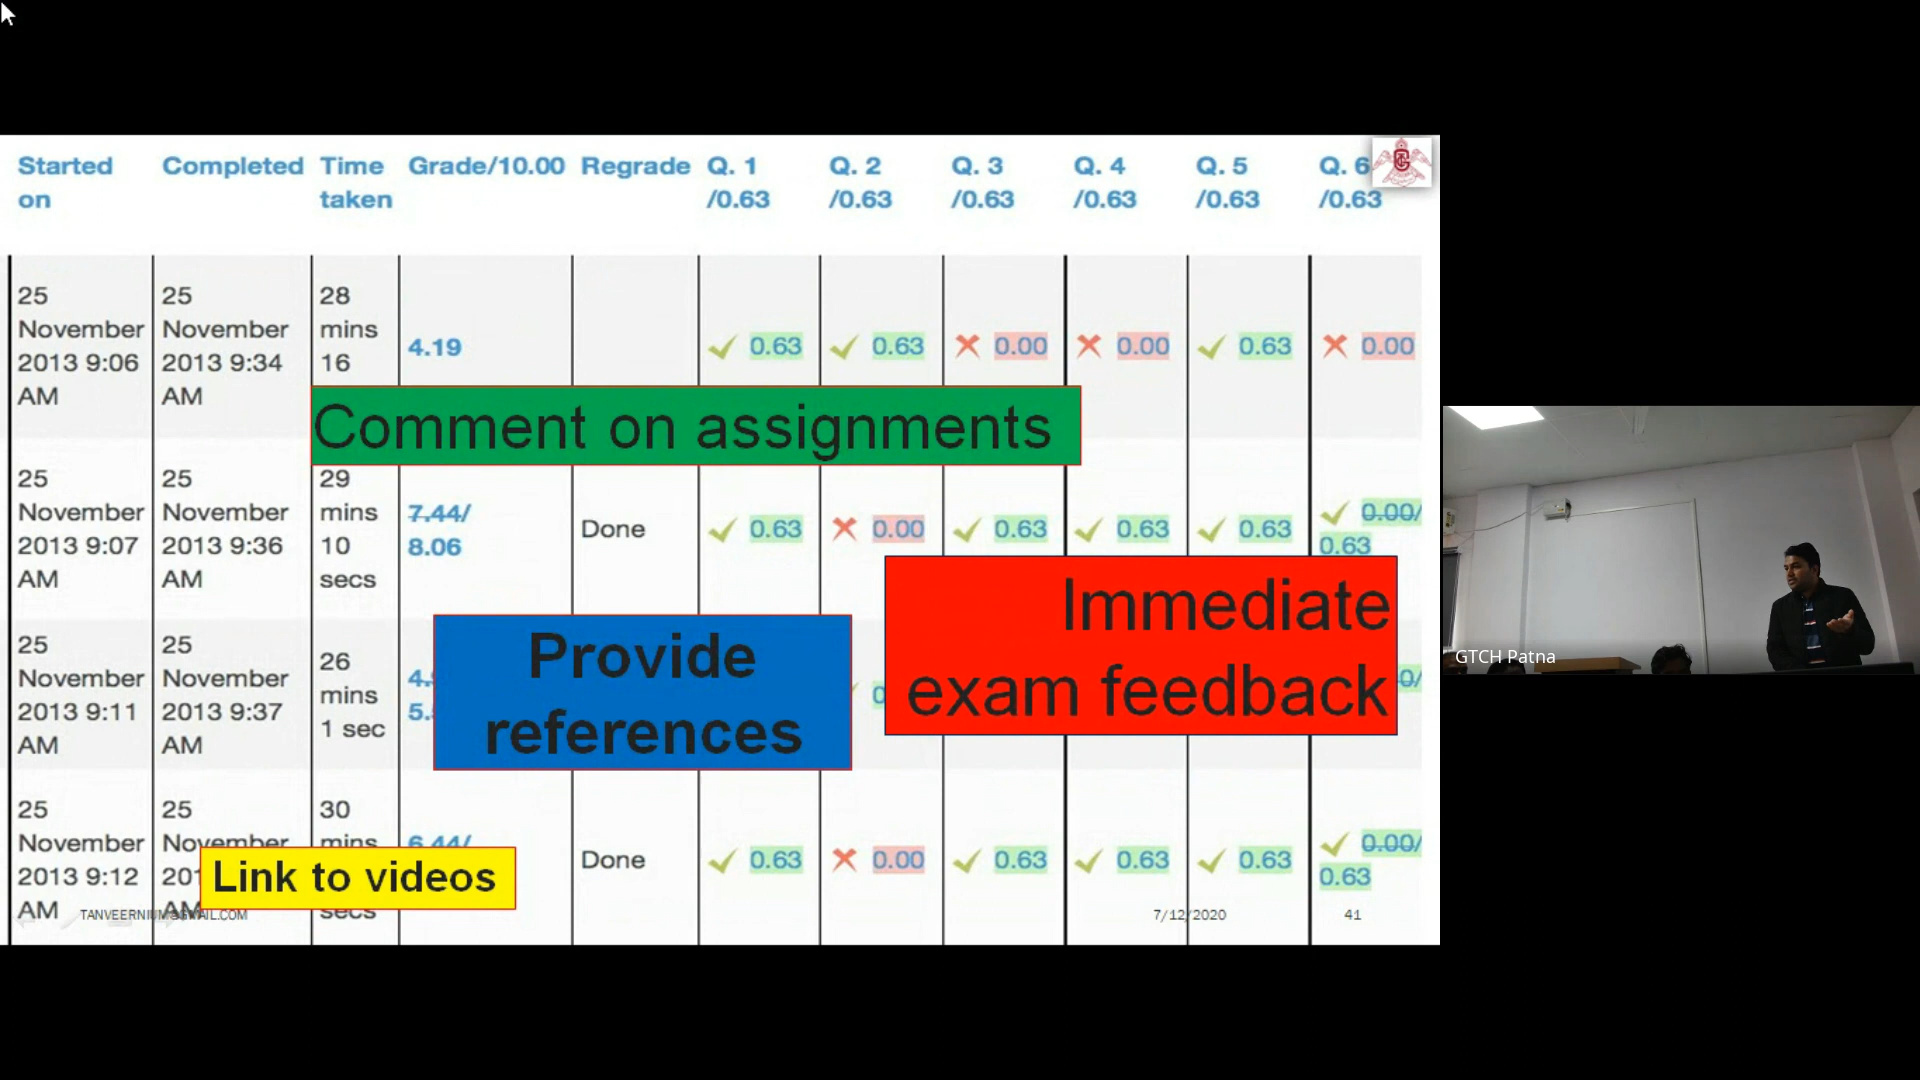 Started
on
Completed
Time
taken
Grade/10.00
Regrade
Q. 1
/0.63
Q. 2
/0.63
Q. 3
/0.63
Q. 4
/0.63
Q. 5
/0.63
Q. 6
/0.63
25
November
2013 9:06
AM
25
November
2013 9:34
AM
28
mins
16
4.19
0.63
0.63
0.00
0.00
0.63
0.00
Comment on assignments
25
November
2013 9:07
AM
25
November
2013 9:36
AM
29
mins
10
secs
7.44/
8.06
Done
0.63
0.00
0.63
0.63
0.63
0.00/
0.63
Immediate
exam feedback
Provide
references
25
November
2013 9:11
AM
25
November
2013 9:37
AM
26
mins
1 sec
GTCH Patna
25
November
2013 9:12
AM
25
November
30
mins
secs
6.44/
Done
0.63
0.00
0.63
0.63
0.63
0.00/
0.63
Link to videos
7/12/2020
41